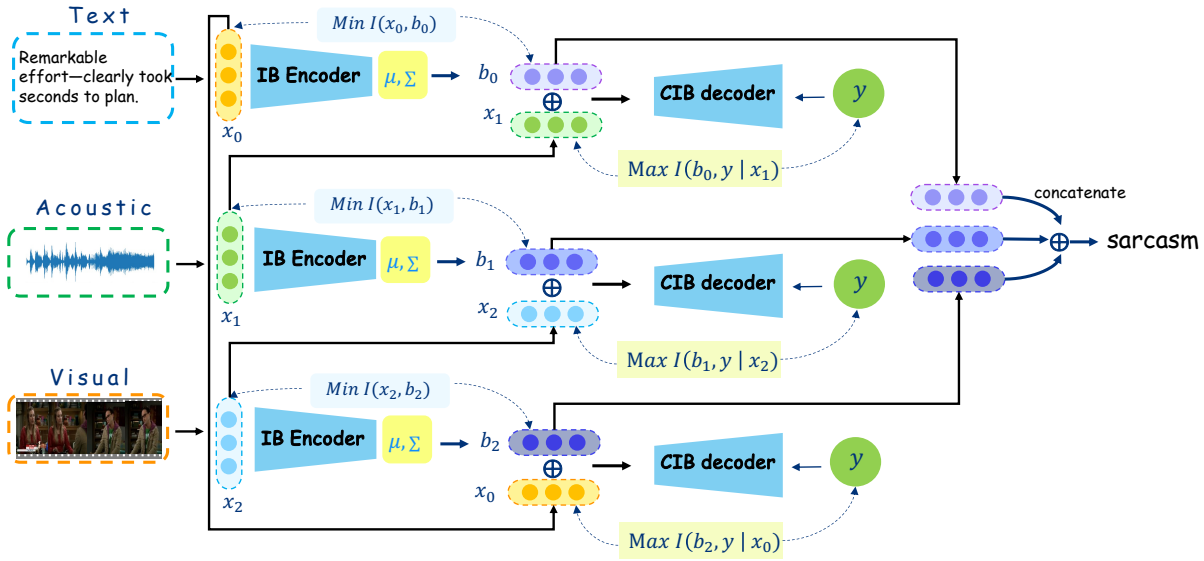 Text
Remarkable
effort—clearly took
seconds to plan.
x₀
IB Encoder
μ, Σ
Min I(x₀, b₀)
b₀
x₁
CIB decoder
y
Max I(b₀, y | x₁)
Acoustic
x₁
IB Encoder
μ, Σ
Min I(x₁, b₁)
b₁
x₂
CIB decoder
y
Max I(b₁, y | x₂)
Visual
x₂
IB Encoder
μ, Σ
Min I(x₂, b₂)
b₂
x₀
CIB decoder
y
Max I(b₂, y | x₀)
concatenate
sarcasm